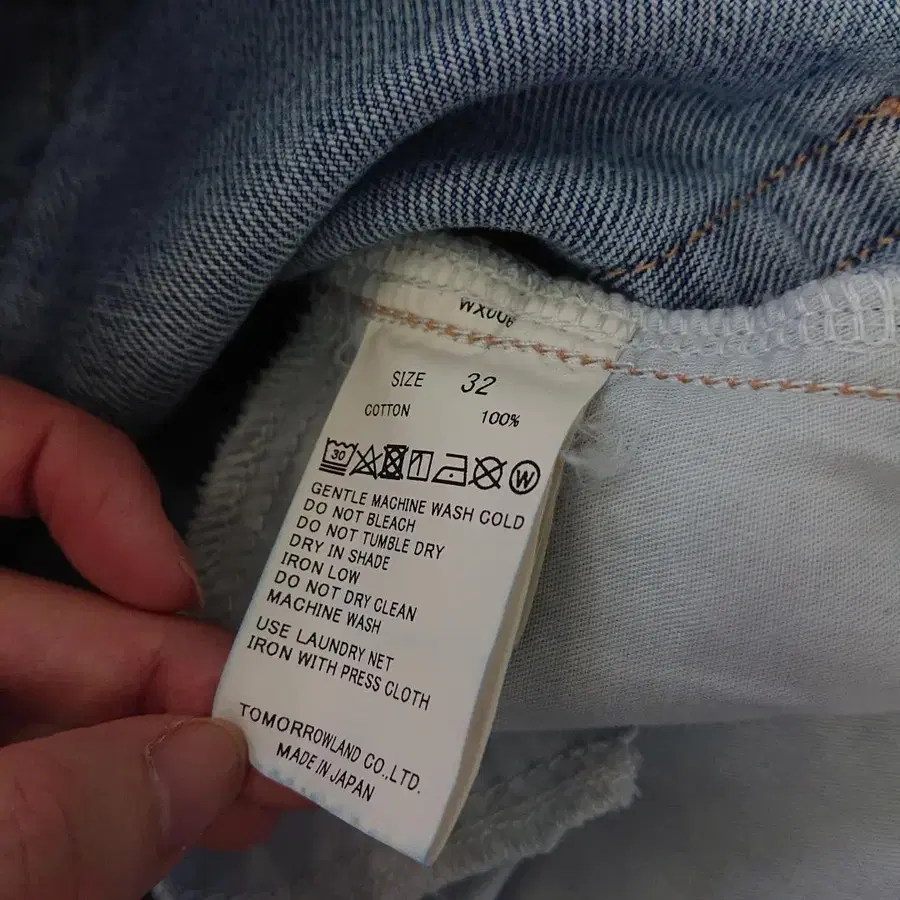 WX006
SIZE 32
COTTON 100%
30 W
GENTLE MACHINE WASH COLD
DO NOT BLEACH
DO NOT TUMBLE DRY
DRY IN SHADE
IRON LOW
DO NOT DRY CLEAN
MACHINE WASH
USE LAUNDRY NET
IRON WITH PRESS CLOTH
TOMORROWLAND CO.,LTD.
MADE IN JAPAN